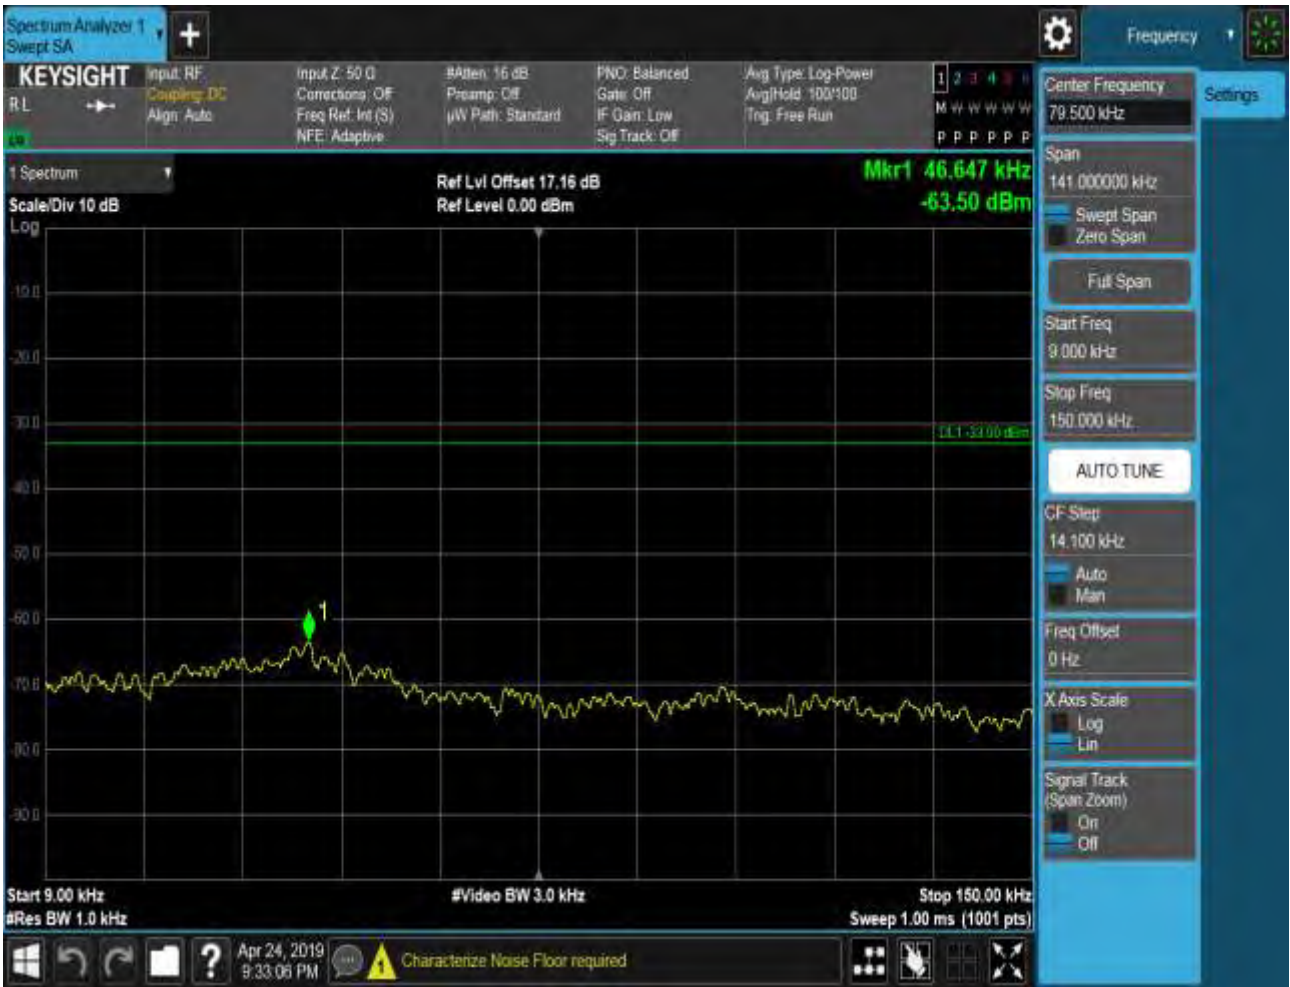 Spectrum Analyzer 1
Swept SA
Frequency
KEYSIGHT
RL
Input: RF
Coupling: DC
Align: Auto
Input Z: 50 Ω
Corrections: Off
Freq Ref: Int (S)
NFE: Adaptive
#Atten: 16 dB
Preamp: Off
µW Path: Standard
PNO: Balanced
Gate: Off
IF Gain: Low
Sig Track: Off
Avg Type: Log-Power
Avg|Hold: 100/100
Trig: Free Run
1 2 3 4 5 6
M W W W W W
P P P P P P
1 Spectrum
Scale/Div 10 dB
Log
Ref Lvl Offset 17.16 dB
Ref Level 0.00 dBm
Mkr1 46.647 kHz
-63.50 dBm
-10.0
-20.0
-30.0
DL1 -33.00 dBm
-40.0
-50.0
-60.0
1
-70.0
-80.0
-90.0
Start 9.00 kHz
#Res BW 1.0 kHz
#Video BW 3.0 kHz
Stop 150.00 kHz
Sweep 1.00 ms (1001 pts)
Center Frequency
79.500 kHz
Settings
Span
141.000000 kHz
Swept Span
Zero Span
Full Span
Start Freq
9.000 kHz
Stop Freq
150.000 kHz
AUTO TUNE
CF Step
14.100 kHz
Auto
Man
Freq Offset
0 Hz
X Axis Scale
Log
Lin
Signal Track
(Span Zoom)
On
Off
?
Apr 24, 2019
9:33:06 PM
1
Characterize Noise Floor required